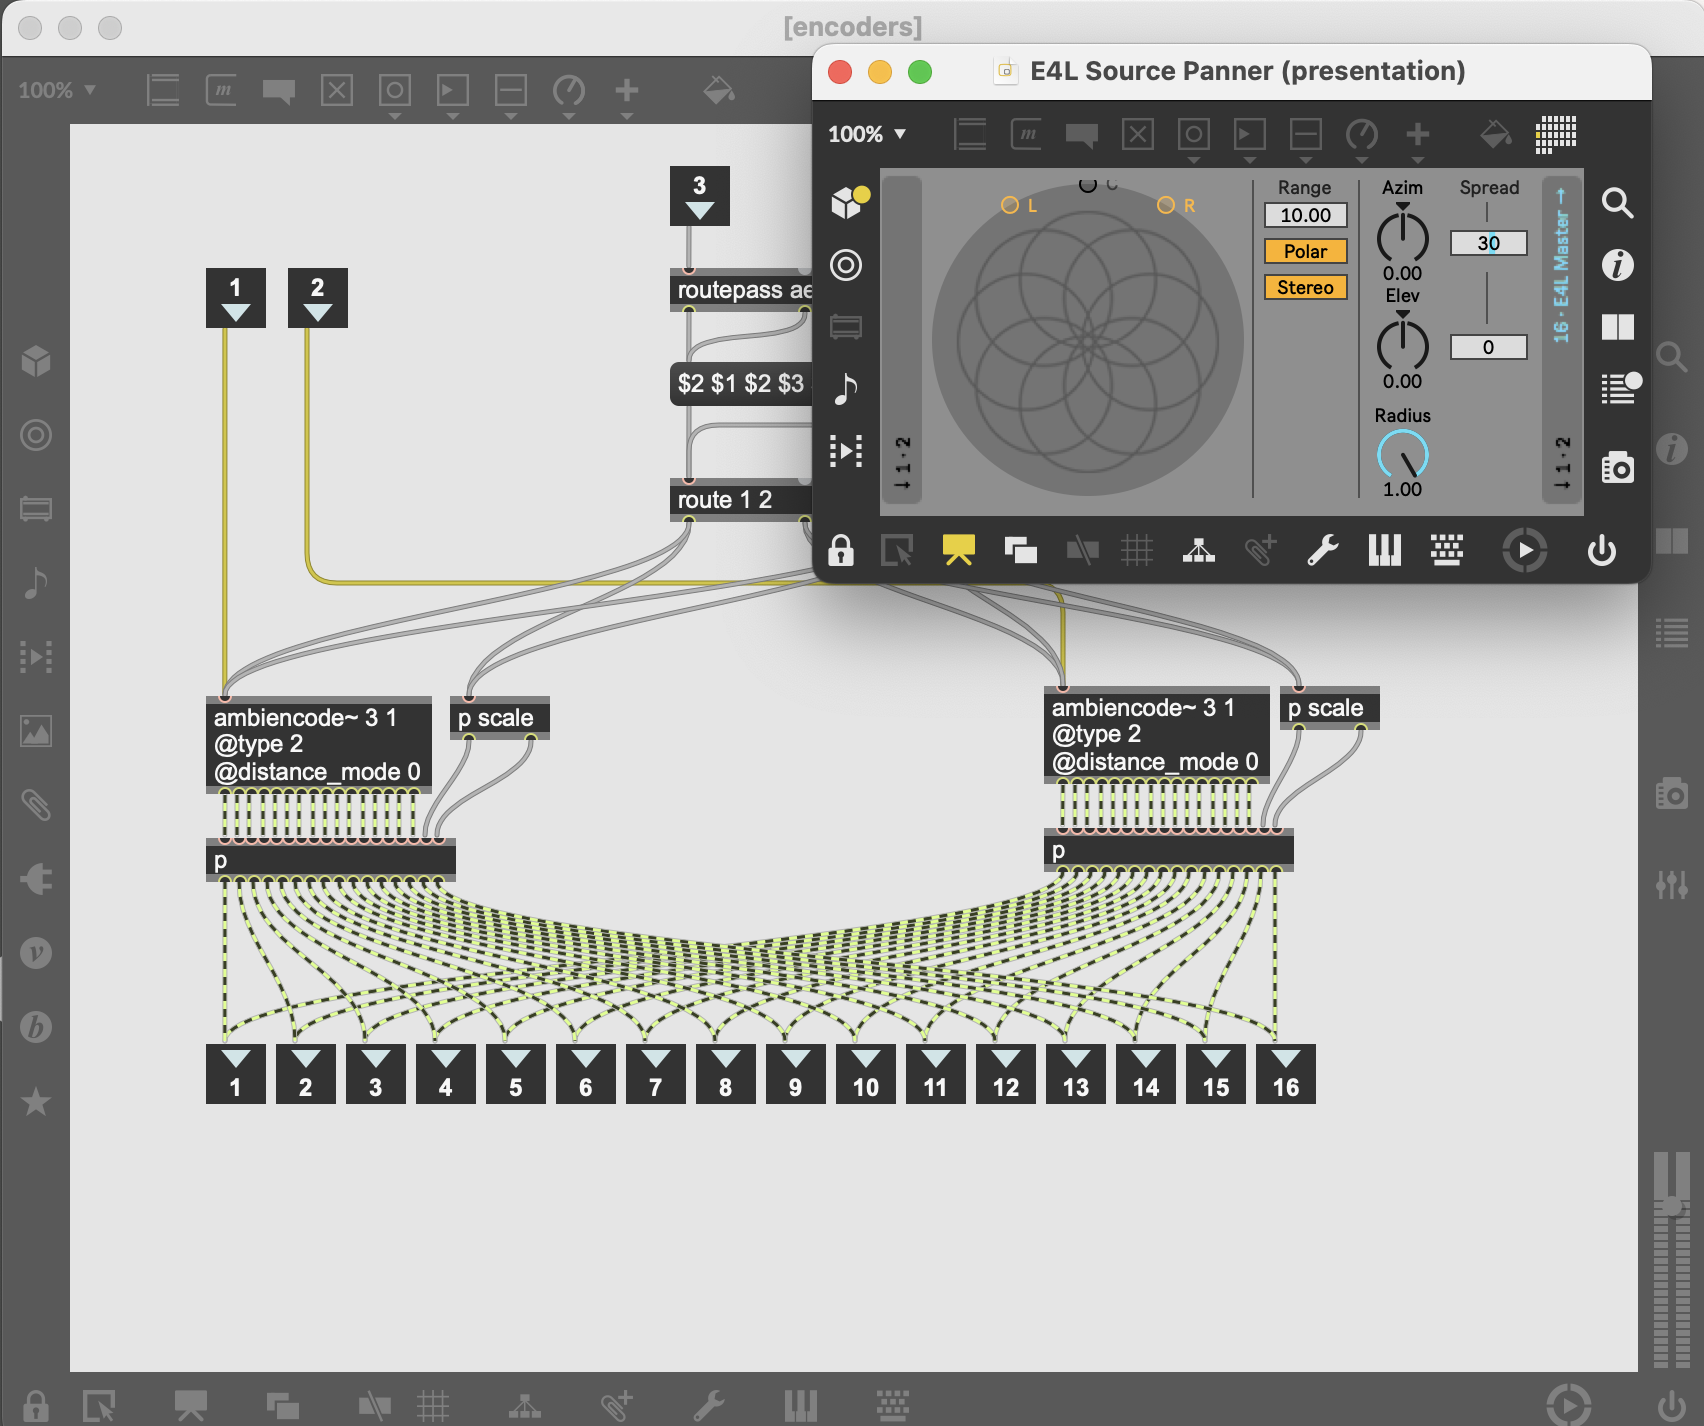 [encoders]
100%
m
3
1
2
routepass ae
$2 $1 $2 $3
route 1 2
ambiencode~ 3 1
@type 2
@distance_mode 0
p scale
p
ambiencode~ 3 1
@type 2
@distance_mode 0
p scale
p
1 2 3 4 5 6 7 8 9 10 11 12 13 14 15 16
i
v
b
E4L Source Panner (presentation)
100%
m
1 · 2
L
C
R
Range
10.00
Polar
Stereo
Azim
0.00
Elev
0.00
Radius
1.00
Spread
30
0
16 · E4L Master →
1 · 2
i